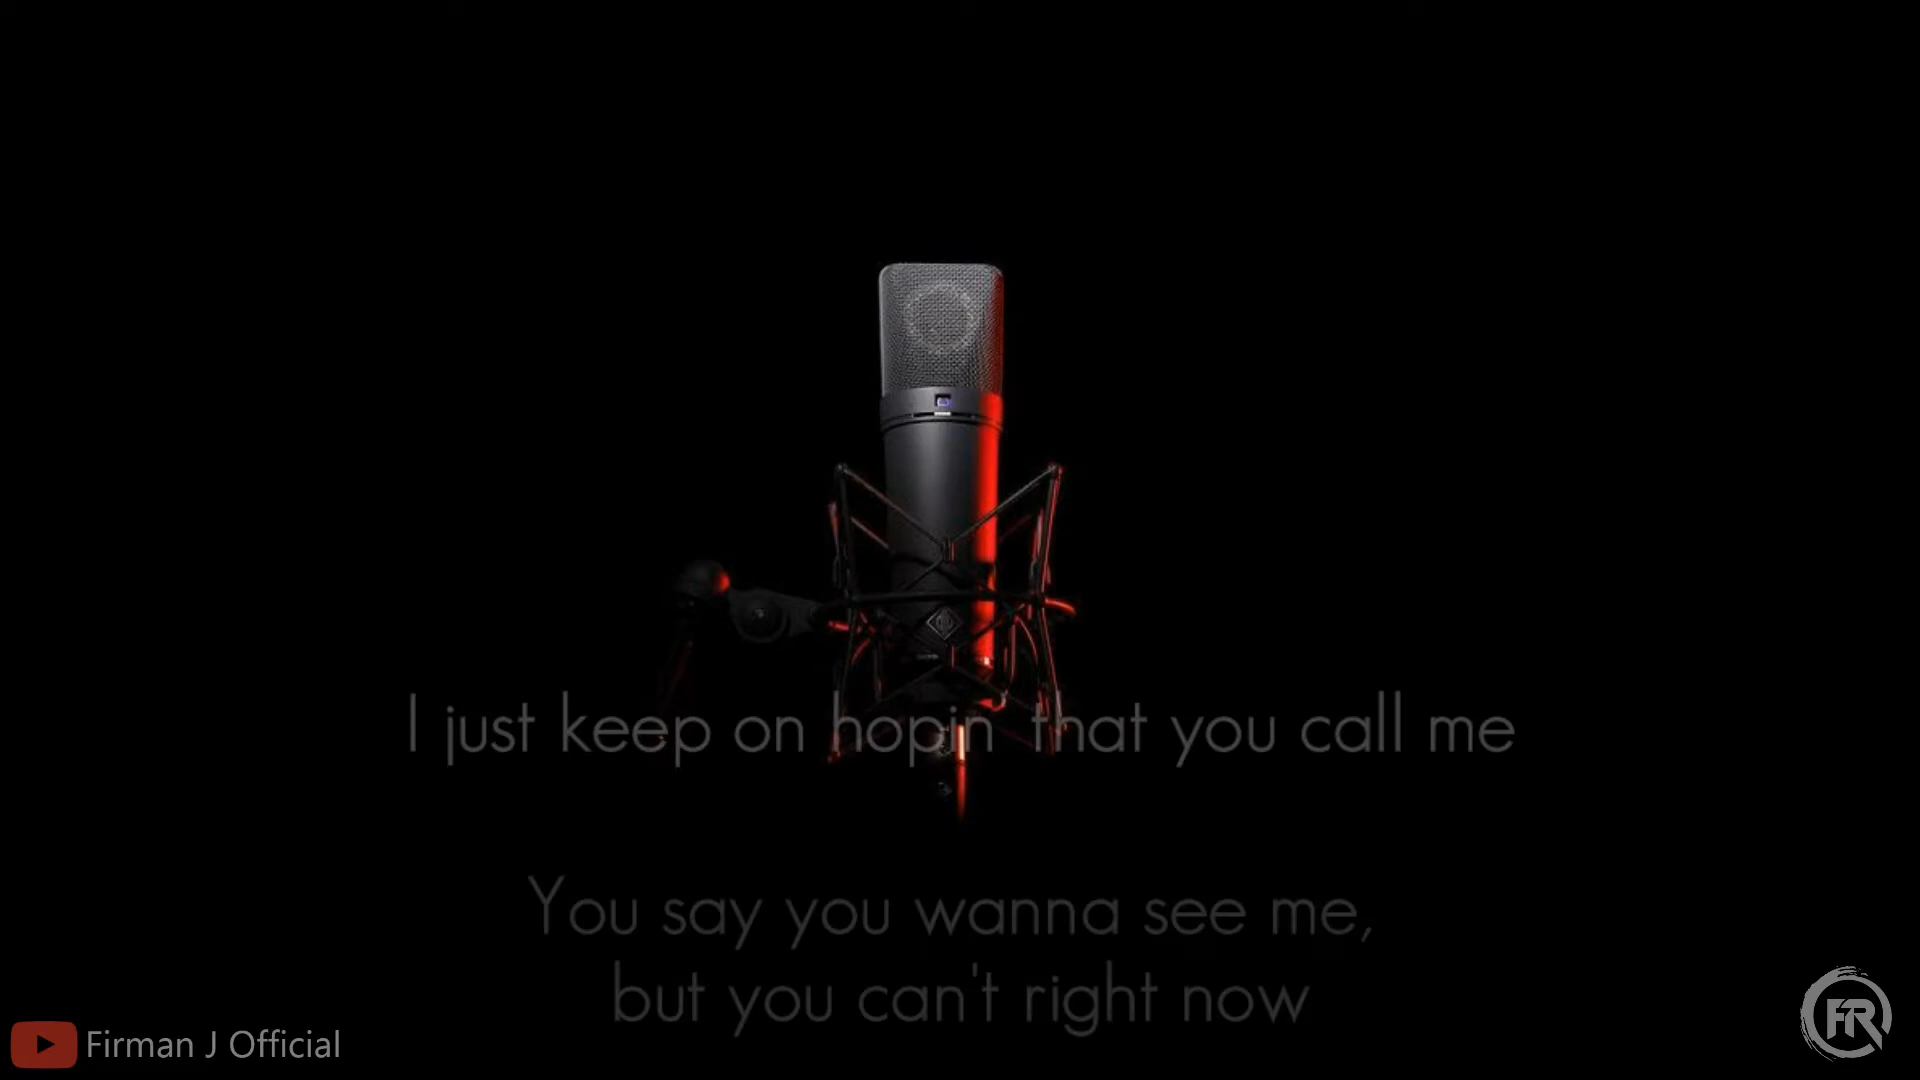 I just keep on hopin that you call me
You say you wanna see me,
but you can't right now
Firman J Official
FR